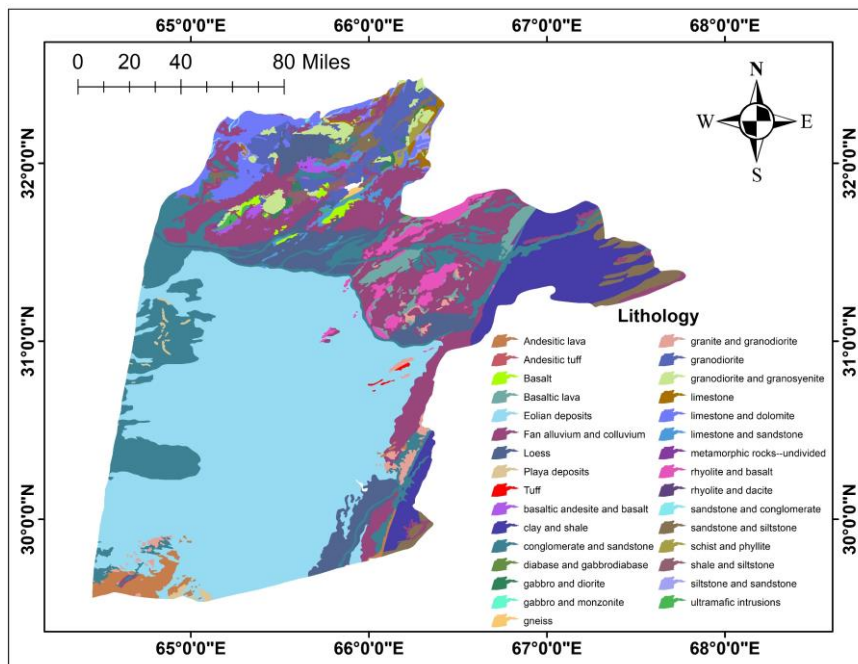 65°0'0"E 66°0'0"E 67°0'0"E 68°0'0"E
0 20 40 80 Miles
N
W E
S
32°0'0"N
32°0'0"N
31°0'0"N
31°0'0"N
30°0'0"N
30°0'0"N
Lithology
Andesitic lava
Andesitic tuff
Basalt
Basaltic lava
Eolian deposits
Fan alluvium and colluvium
Loess
Playa deposits
Tuff
basaltic andesite and basalt
clay and shale
conglomerate and sandstone
diabase and gabbrodiabase
gabbro and diorite
gabbro and monzonite
gneiss
granite and granodiorite
granodiorite
granodiorite and granosyenite
limestone
limestone and dolomite
limestone and sandstone
metamorphic rocks--undivided
rhyolite and basalt
rhyolite and dacite
sandstone and conglomerate
sandstone and siltstone
schist and phyllite
shale and siltstone
siltstone and sandstone
ultramafic intrusions
65°0'0"E 66°0'0"E 67°0'0"E 68°0'0"E